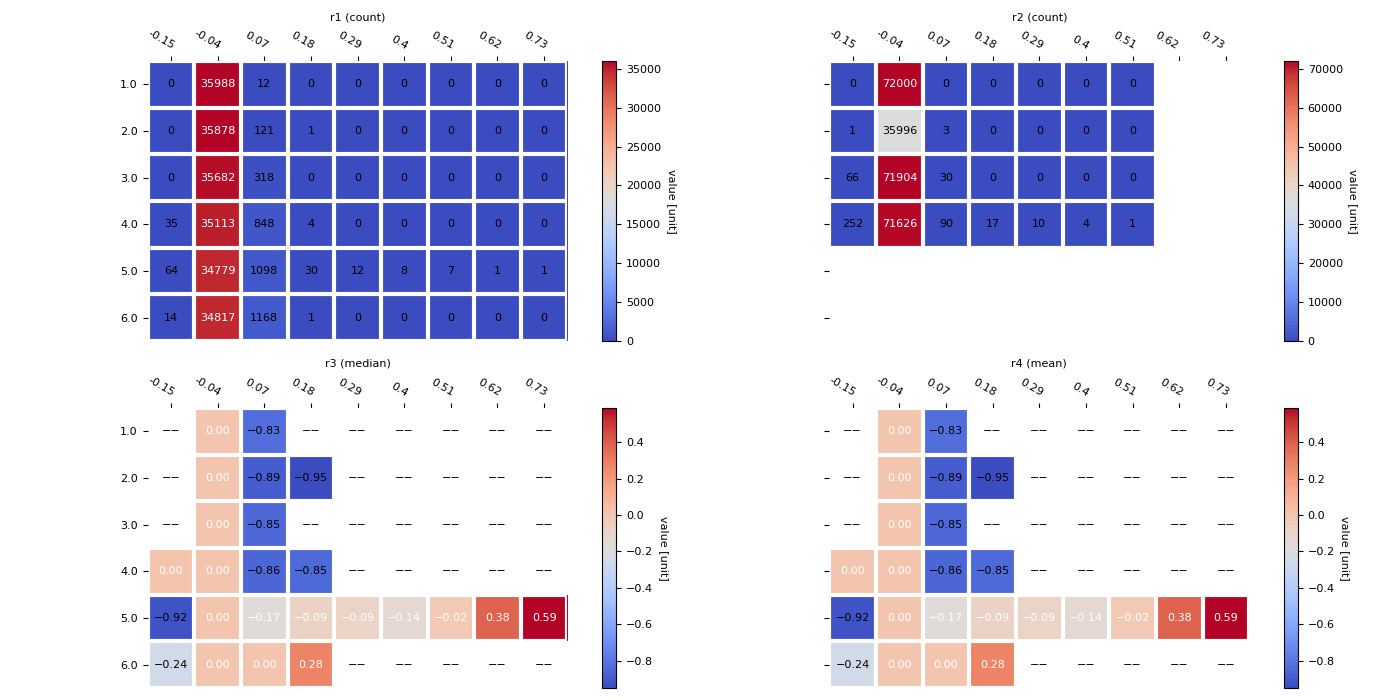 r1 (count)
-0.15 -0.04 0.07 0.18 0.29 0.4 0.51 0.62 0.73
1.0 0 35988 12 0 0 0 0 0 0
2.0 0 35878 121 1 0 0 0 0 0
3.0 0 35682 318 0 0 0 0 0 0
4.0 35 35113 848 4 0 0 0 0 0
5.0 64 34779 1098 30 12 8 7 1 1
6.0 14 34817 1168 1 0 0 0 0 0
35000
30000
25000
20000
15000
10000
5000
0
value [unit]
r2 (count)
-0.15 -0.04 0.07 0.18 0.29 0.4 0.51 0.62 0.73
0 72000 0 0 0 0 0
1 35996 3 0 0 0 0
66 71904 30 0 0 0 0
252 71626 90 17 10 4 1
70000
60000
50000
40000
30000
20000
10000
0
value [unit]
r3 (median)
-0.15 -0.04 0.07 0.18 0.29 0.4 0.51 0.62 0.73
1.0 −− 0.00 −0.83 −− −− −− −− −− −−
2.0 −− 0.00 −0.89 −0.95 −− −− −− −− −−
3.0 −− 0.00 −0.85 −− −− −− −− −− −−
4.0 0.00 0.00 −0.86 −0.85 −− −− −− −− −−
5.0 −0.92 0.00 −0.17 −0.09 −0.09 −0.14 −0.02 0.38 0.59
6.0 −0.24 0.00 0.00 0.28 −− −− −− −− −−
0.4
0.2
0.0
−0.2
−0.4
−0.6
−0.8
value [unit]
r4 (mean)
-0.15 -0.04 0.07 0.18 0.29 0.4 0.51 0.62 0.73
−− 0.00 −0.83 −− −− −− −− −− −−
−− 0.00 −0.89 −0.95 −− −− −− −− −−
−− 0.00 −0.85 −− −− −− −− −− −−
0.00 0.00 −0.86 −0.85 −− −− −− −− −−
−0.92 0.00 −0.17 −0.09 −0.09 −0.14 −0.02 0.38 0.59
−0.24 0.00 0.00 0.28 −− −− −− −− −−
0.4
0.2
0.0
−0.2
−0.4
−0.6
−0.8
value [unit]